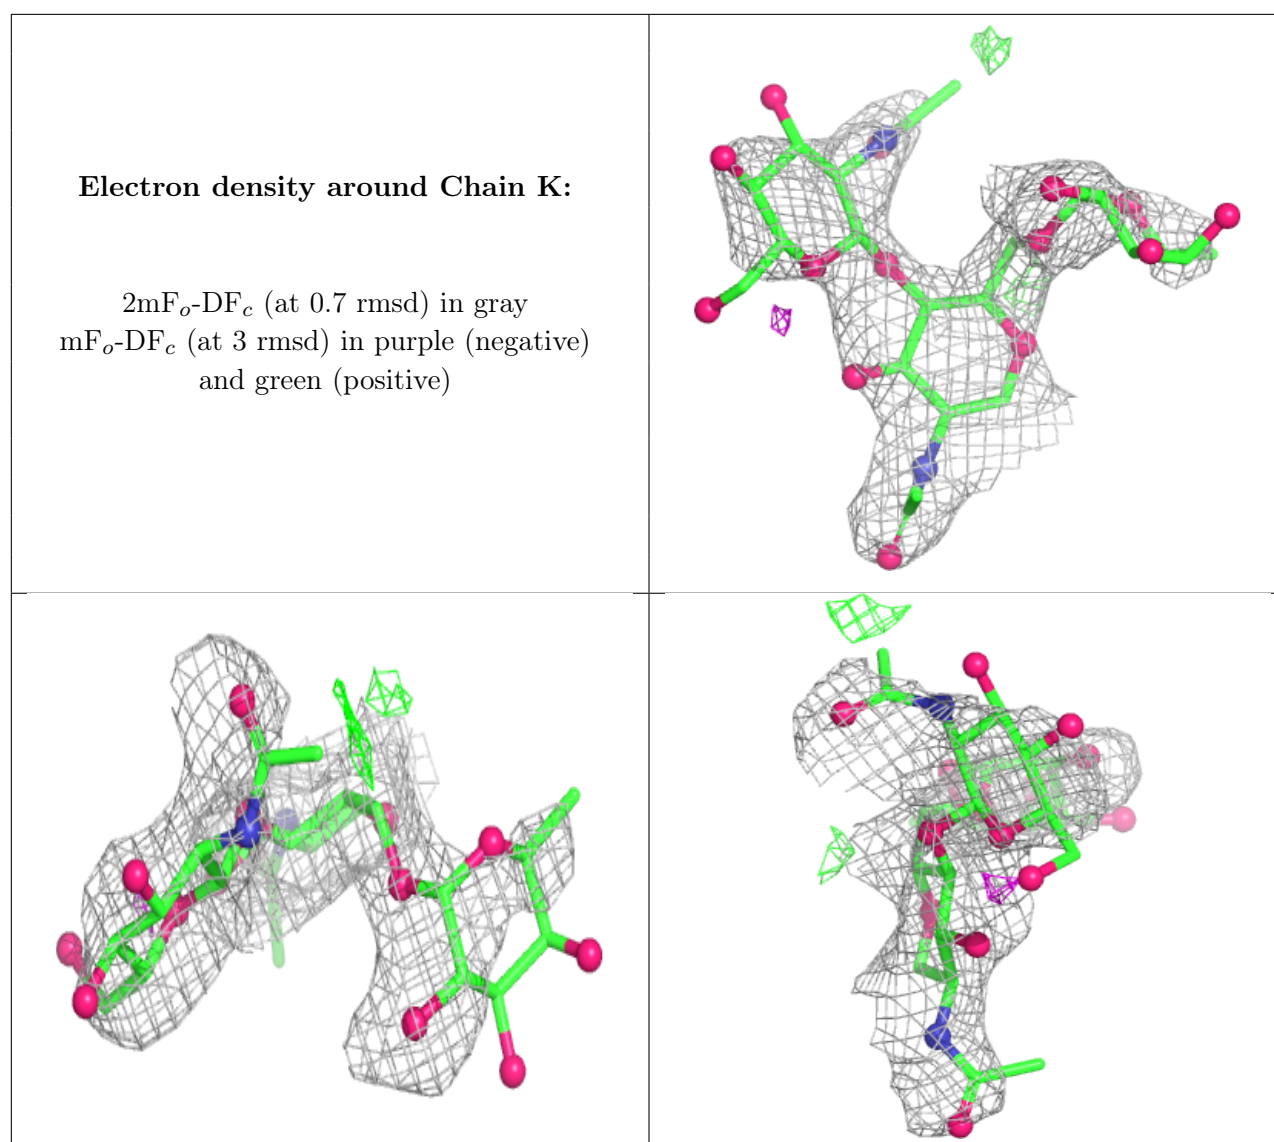 Electron density around Chain K:
2mFₒ-DF𝒸 (at 0.7 rmsd) in gray
mFₒ-DF𝒸 (at 3 rmsd) in purple (negative)
and green (positive)